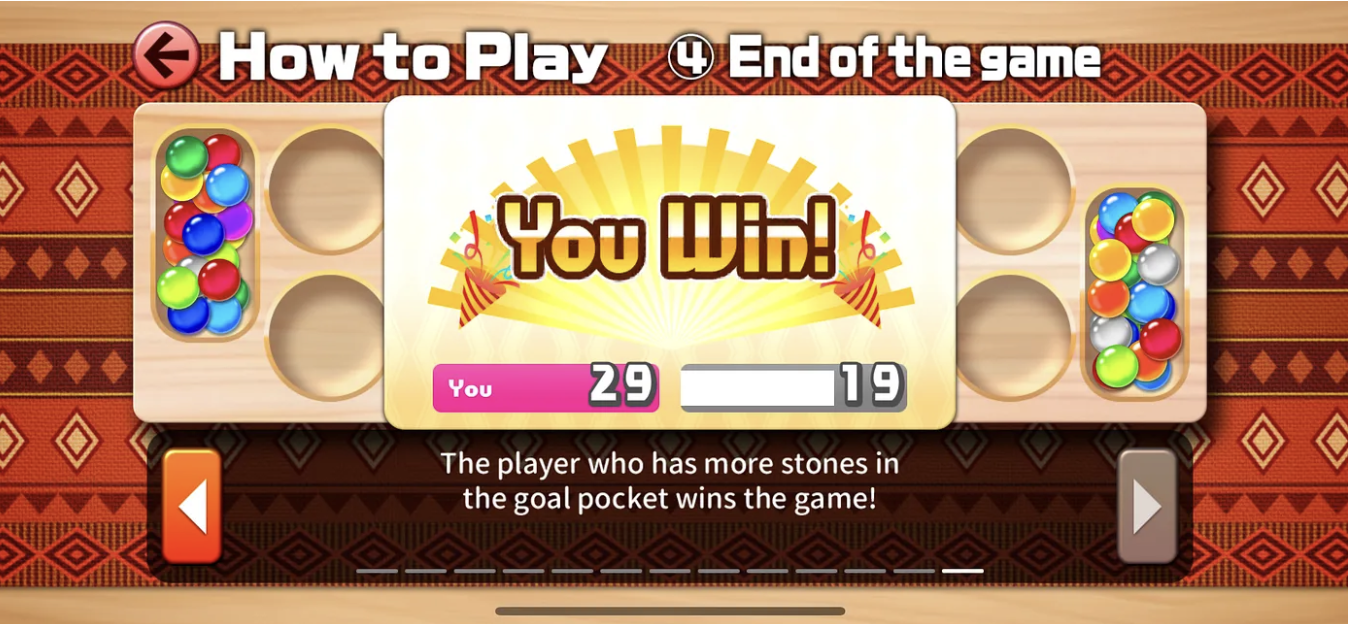 How to Play ④ End of the game
You Win!
You 29 19
The player who has more stones in
the goal pocket wins the game!